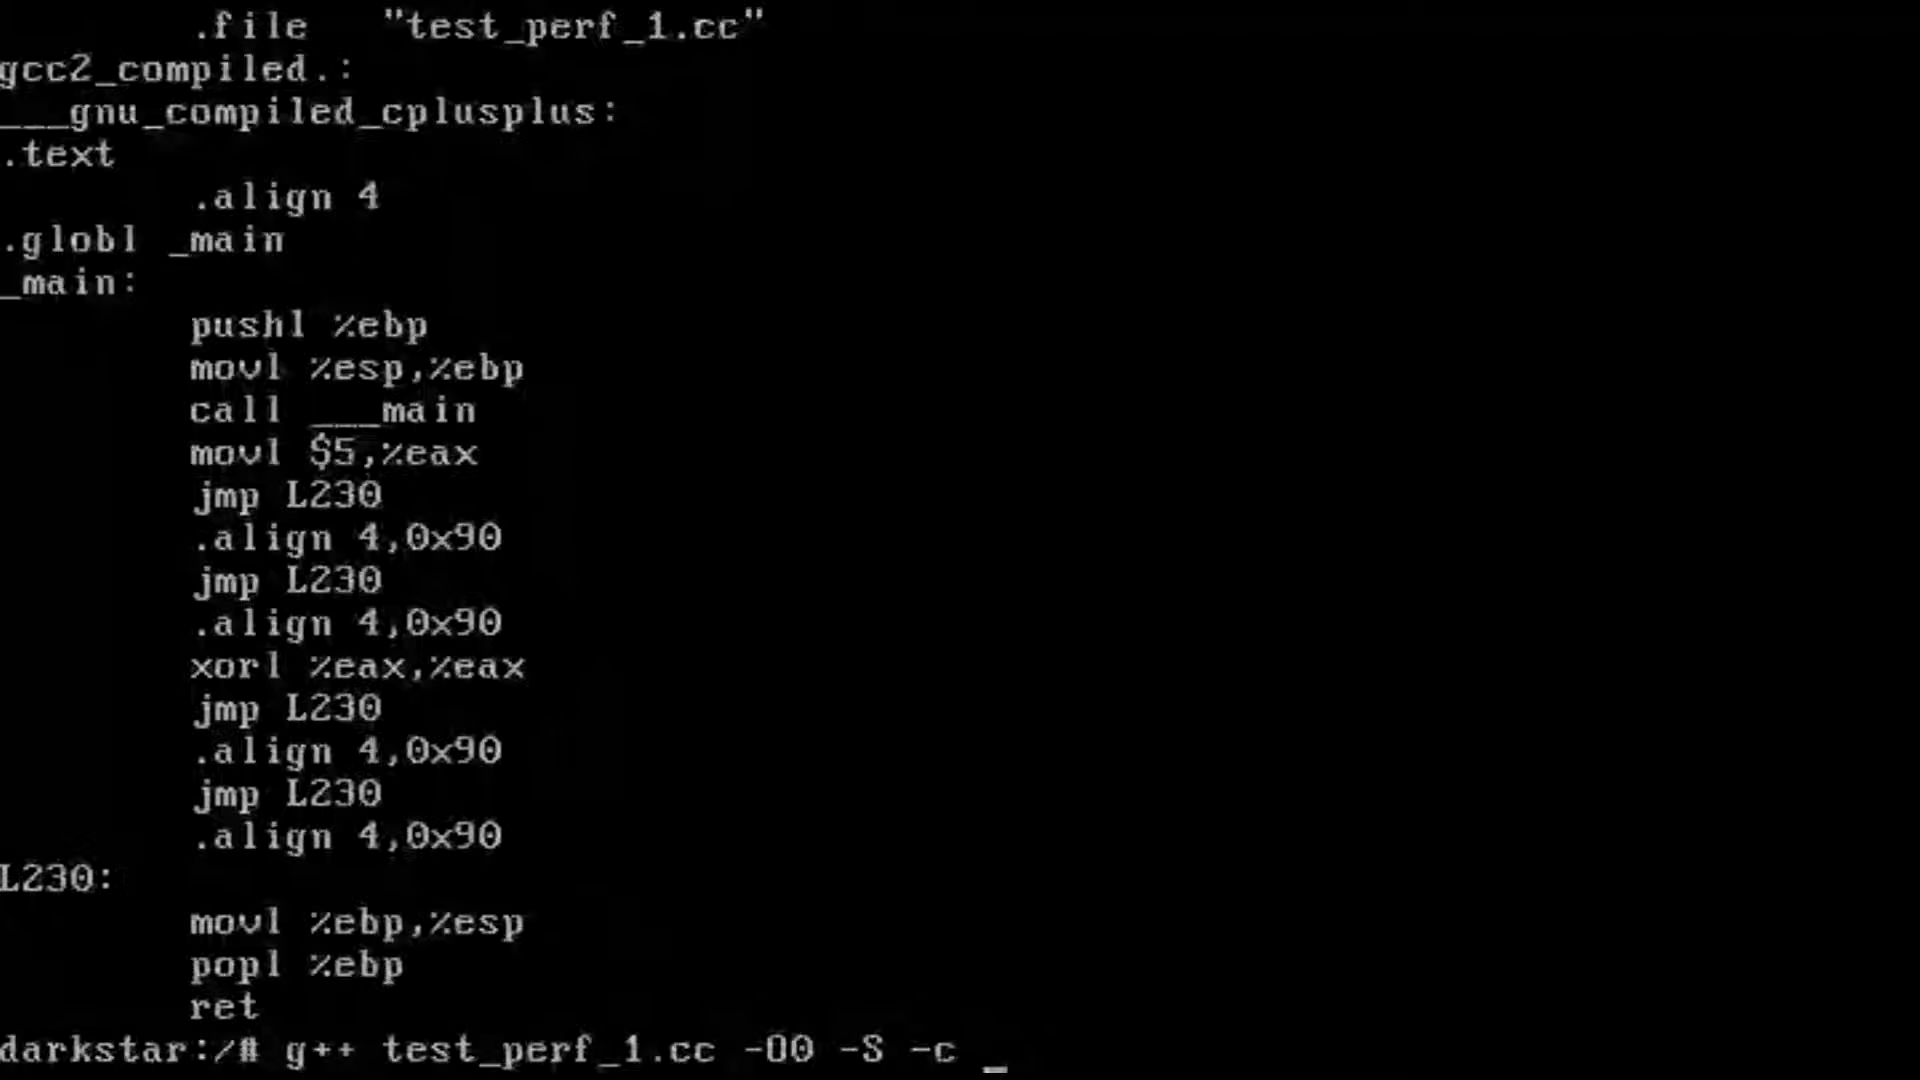 .file "test_perf_1.cc"
gcc2_compiled.:
___gnu_compiled_cplusplus:
.text
.align 4
.globl _main
_main:
pushl %ebp
movl %esp,%ebp
call ___main
movl $5,%eax
jmp L230
.align 4,0x90
jmp L230
.align 4,0x90
xorl %eax,%eax
jmp L230
.align 4,0x90
jmp L230
.align 4,0x90
L230:
movl %ebp,%esp
popl %ebp
ret
darkstar:/# g++ test_perf_1.cc -O0 -S -c _